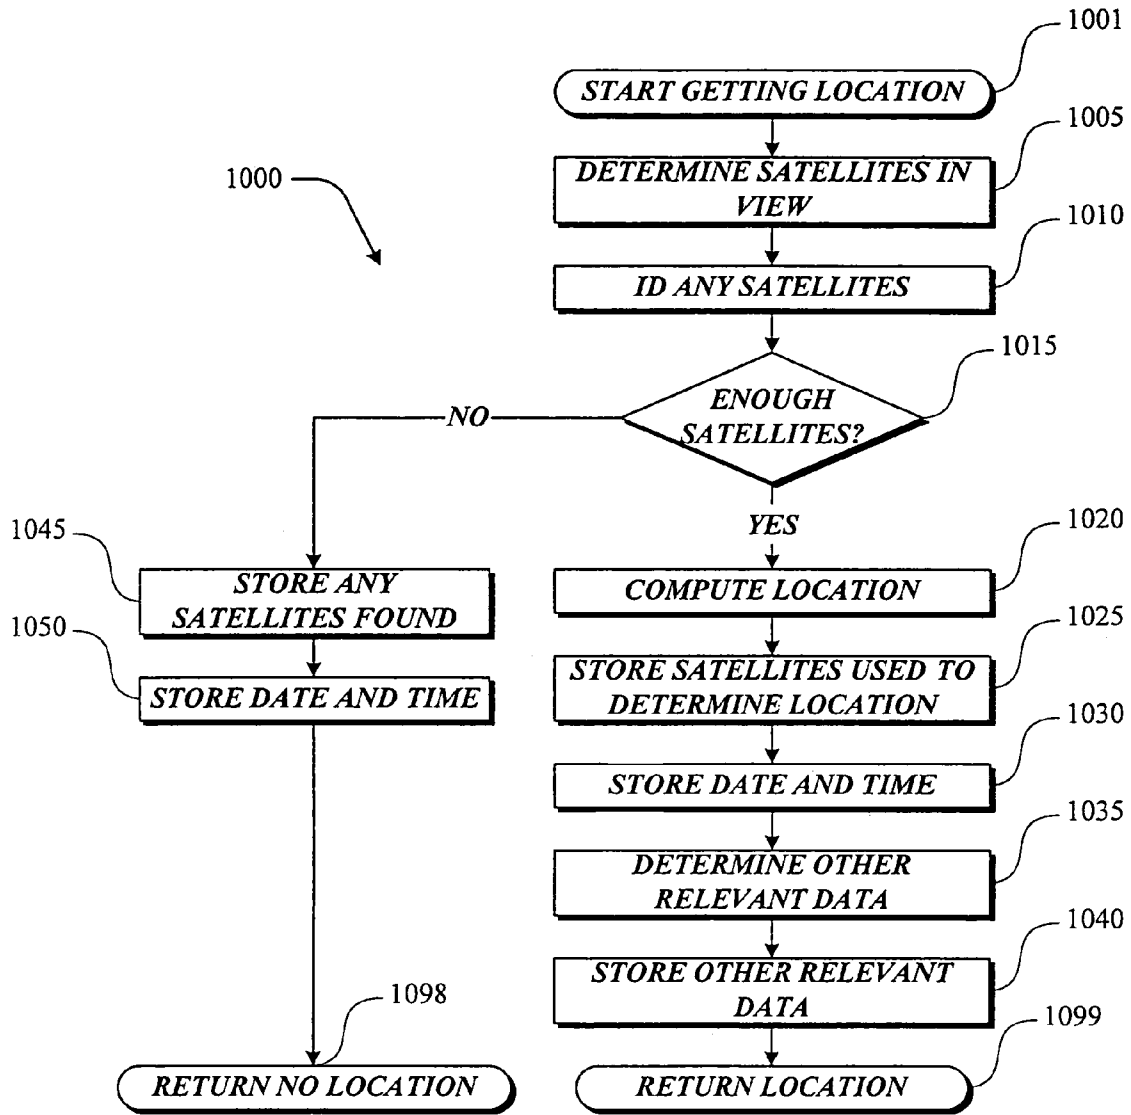 1001
START GETTING LOCATION
1005
DETERMINE SATELLITES IN
VIEW
1000
1010
ID ANY SATELLITES
1015
ENOUGH
SATELLITES?
NO
YES
1045
STORE ANY
SATELLITES FOUND
1050
STORE DATE AND TIME
1020
COMPUTE LOCATION
1025
STORE SATELLITES USED TO
DETERMINE LOCATION
1030
STORE DATE AND TIME
1035
DETERMINE OTHER
RELEVANT DATA
1040
STORE OTHER RELEVANT
DATA
1098
RETURN NO LOCATION
1099
RETURN LOCATION